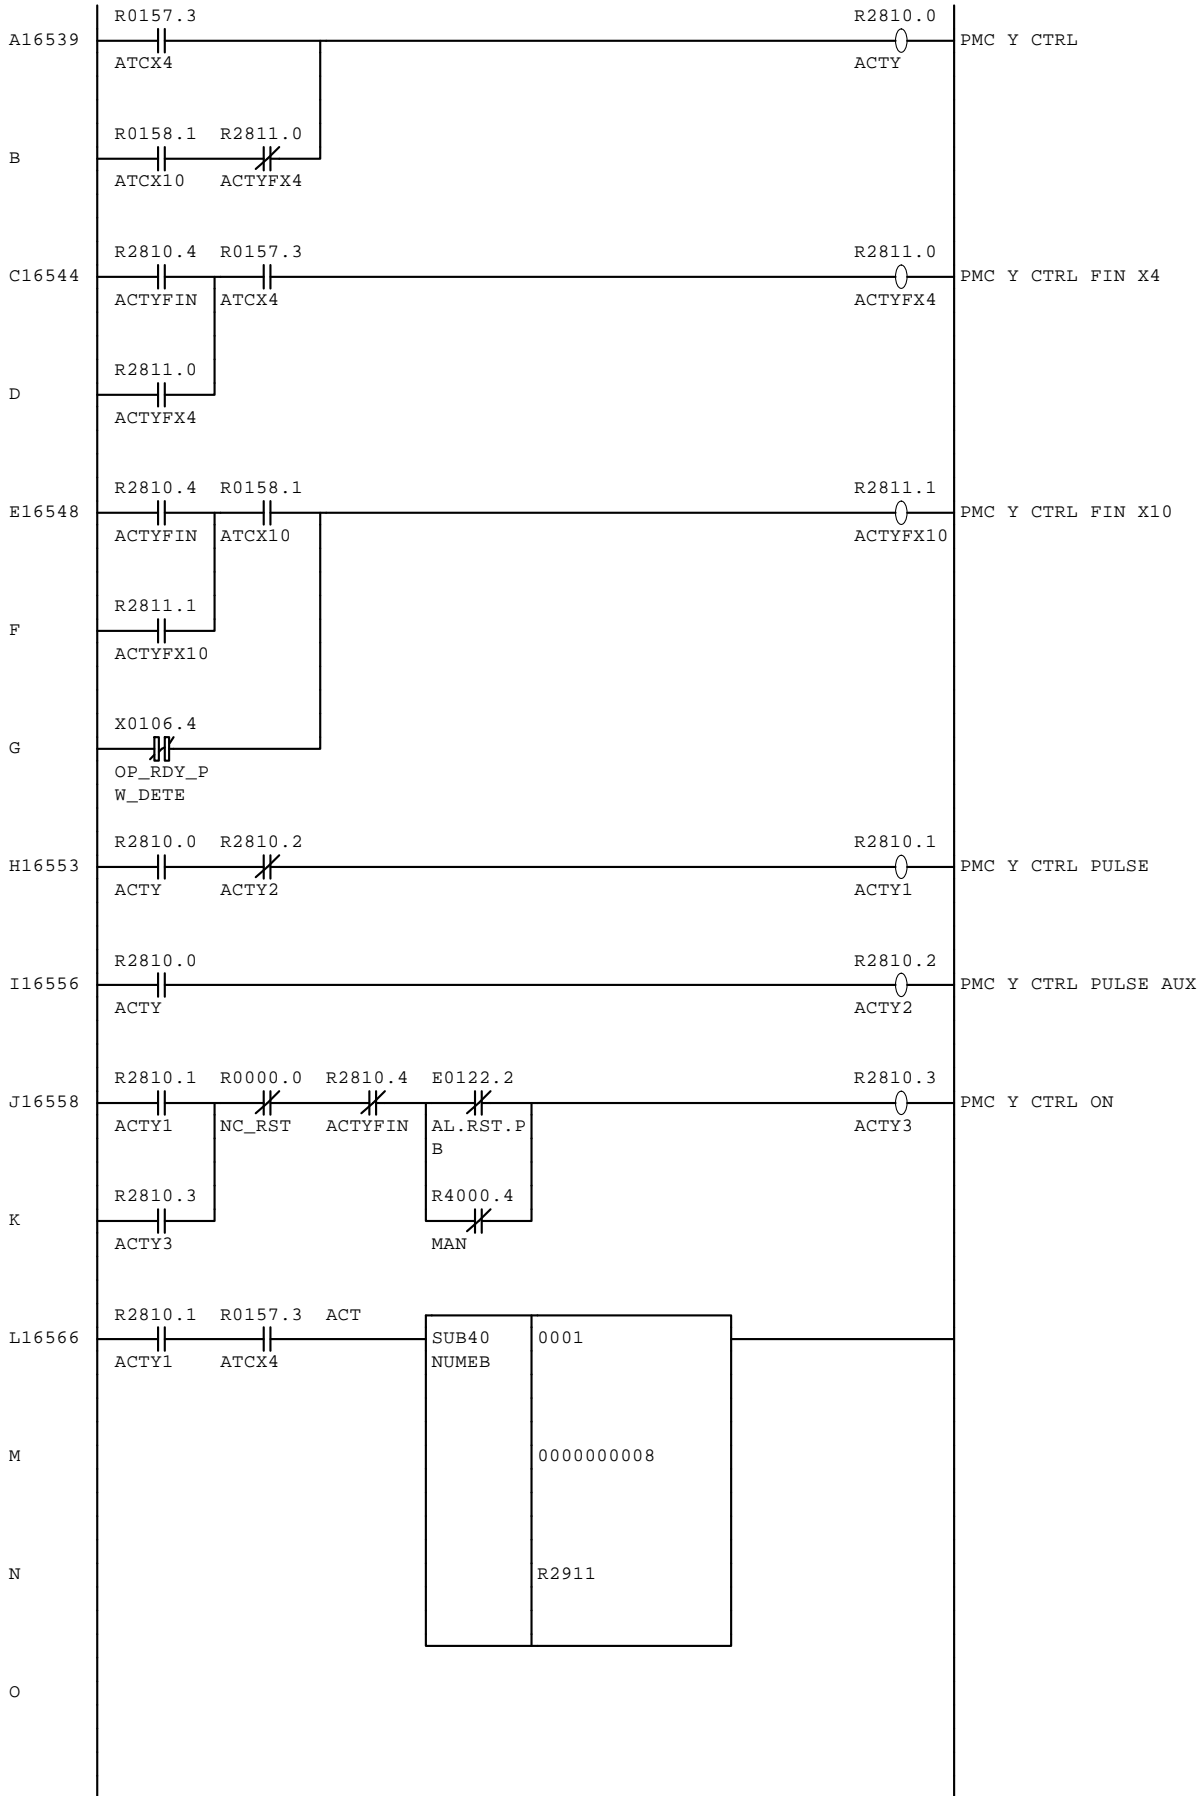 R0157.3 R2810.0
A16539 PMC Y CTRL
ATCX4 ACTY
R0158.1 R2811.0
B
ATCX10 ACTYFX4
R2810.4 R0157.3 R2811.0
C16544 PMC Y CTRL FIN X4
ACTYFIN ATCX4 ACTYFX4
R2811.0
D
ACTYFX4
R2810.4 R0158.1 R2811.1
E16548 PMC Y CTRL FIN X10
ACTYFIN ATCX10 ACTYFX10
R2811.1
F
ACTYFX10
X0106.4
G
OP_RDY_P
W_DETE
R2810.0 R2810.2 R2810.1
H16553 PMC Y CTRL PULSE
ACTY ACTY2 ACTY1
R2810.0 R2810.2
I16556 PMC Y CTRL PULSE AUX
ACTY ACTY2
R2810.1 R0000.0 R2810.4 E0122.2 R2810.3
J16558 PMC Y CTRL ON
ACTY1 NC_RST ACTYFIN AL.RST.P ACTY3
B
R2810.3 R4000.4
K
ACTY3 MAN
R2810.1 R0157.3 ACT
L16566 SUB40 0001
ACTY1 ATCX4 NUMEB
M 0000000008
N R2911
O